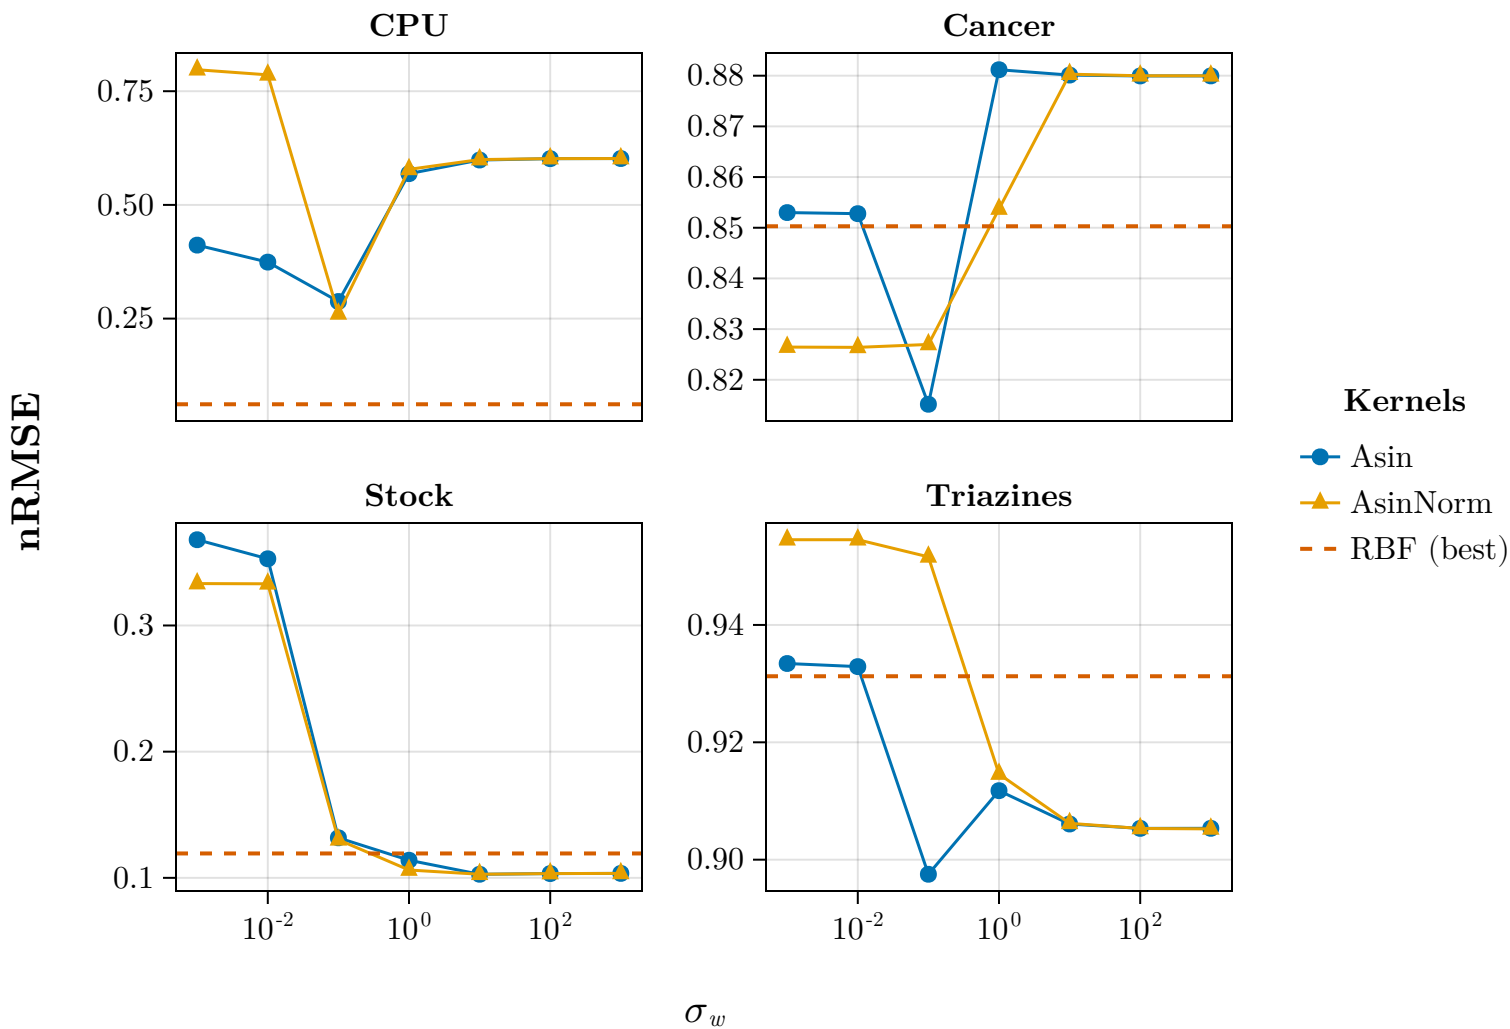 CPU
Cancer
0.75
0.50
0.25
0.88
0.87
0.86
0.85
0.84
0.83
0.82
nRMSE
Stock
Triazines
0.3
0.2
0.1
0.94
0.92
0.90
10⁻² 10⁰ 10²
10⁻² 10⁰ 10²
σ_w
Kernels
Asin
AsinNorm
RBF (best)